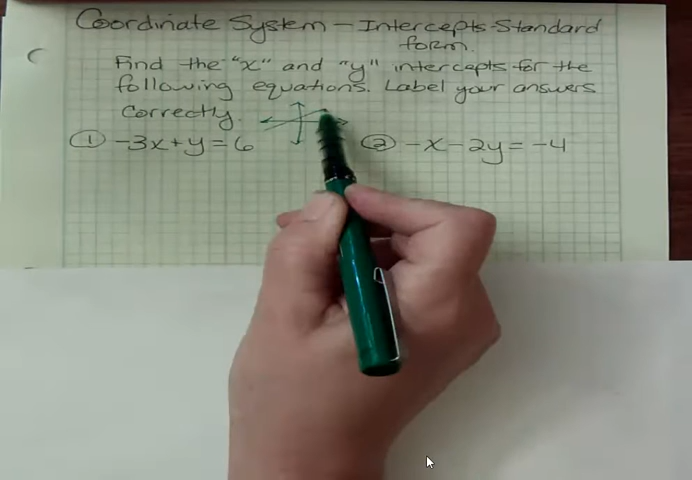 Coordinate System - Intercepts-Standard
form.
Find the "x" and "y" intercepts for the
following equations. Label your answers
correctly.
① -3x+y=6 ② -x-2y=-4